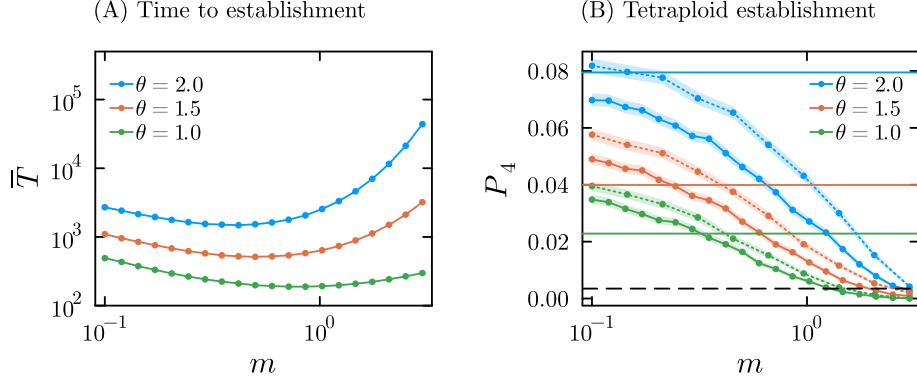 (A) Time to establishment
T̅
10^5
10^4
10^3
10^2
θ = 2.0
θ = 1.5
θ = 1.0
10^−1
10^0
m
(B) Tetraploid establishment
P_4
0.08
0.06
0.04
0.02
0.00
θ = 2.0
θ = 1.5
θ = 1.0
10^−1
10^0
m